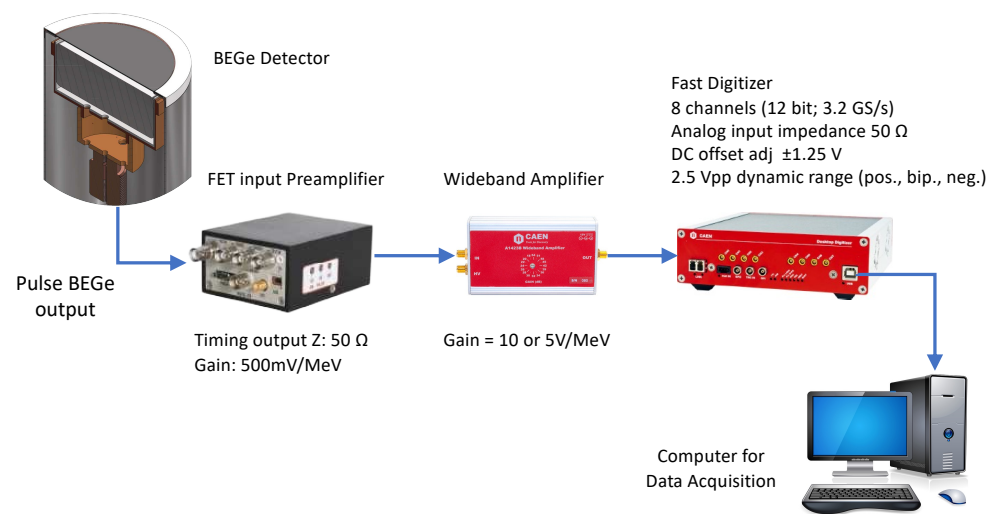 BEGe Detector
Fast Digitizer
8 channels (12 bit; 3.2 GS/s)
Analog input impedance 50 Ω
DC offset adj ±1.25 V
2.5 Vpp dynamic range (pos., bip., neg.)
FET input Preamplifier
Wideband Amplifier
CAEN
A1423B Wideband Amplifier
IN
HV
OUT
CAEN
Desktop Digitizer
Pulse BEGe
output
Timing output Z: 50 Ω
Gain: 500mV/MeV
Gain = 10 or 5V/MeV
Computer for
Data Acquisition